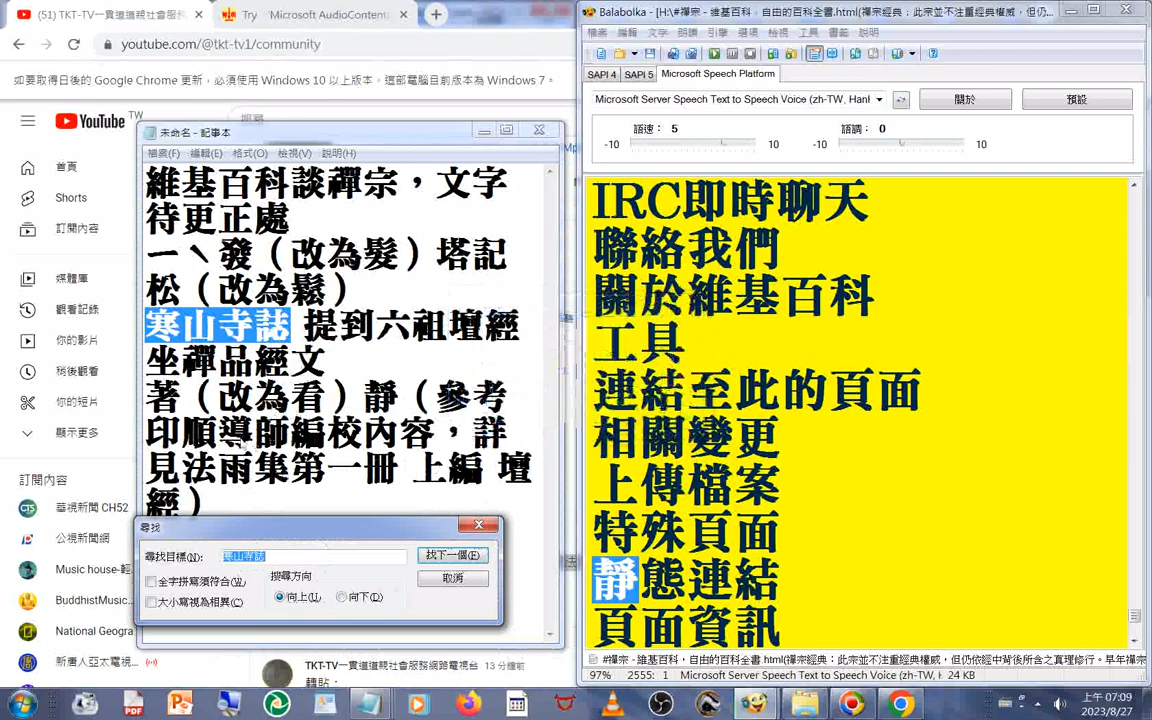 (51) TKT-TV一貫道道親社會服務
Try
Microsoft AudioContent
youtube.com/@tkt-tv1/community
如要取得日後的 Google Chrome 更新，必須使用 Windows 10 以上版本。這部電腦目前版本為 Windows 7。
YouTube
TW
首頁
Shorts
訂閱內容
媒體庫
觀看記錄
你的影片
稍後觀看
你的短片
顯示更多
訂閱內容
華視新聞 CH52
公視新聞網
Music house-輕
BuddhistMusic...
National Geogra
新唐人亞太電視...
未命名 - 記事本
檔案(F) 編輯(E) 格式(O) 檢視(V) 說明(H)
維基百科談禪宗，文字
待更正處
一丶發（改為髮）塔記
松（改為鬆）
寒山寺誌 提到六祖壇經
坐禪品經文
著（改為看）靜（參考
印順導師編校內容，詳
見法雨集第一冊 上編 壇
經）
尋找
尋找目標(N):
寒山寺誌
找下一個(F)
全字拼寫須符合(W)
搜尋方向
取消
大小寫視為相異(C)
向上(U)
向下(D)
TKT-TV一貫道道親社會服務網路電視台 13 分鐘前
轉貼：
Balabolka - [H:\#禪宗 - 維基百科，自由的百科全書.html(禪宗經典：此宗並不注重經典權威，但仍...
檔案 編輯 文字 朗讀 引擎 選項 檢視 工具 書籤 說明
SAPI 4 SAPI 5 Microsoft Speech Platform
Microsoft Server Speech Text to Speech Voice (zh-TW, Hanl
關於
預設
語速： 5
語調： 0
-10
10
-10
10
IRC即時聊天
聯絡我們
關於維基百科
工具
連結至此的頁面
相關變更
上傳檔案
特殊頁面
靜態連結
頁面資訊
#禪宗 - 維基百科，自由的百科全書.html(禪宗經典：此宗並不注重經典權威，但仍依經中背後所含之真理修行。早年禪宗
97% 2555: 1 Microsoft Server Speech Text to Speech Voice (zh-TW, H 24 KB
上午 07:09
2023/8/27